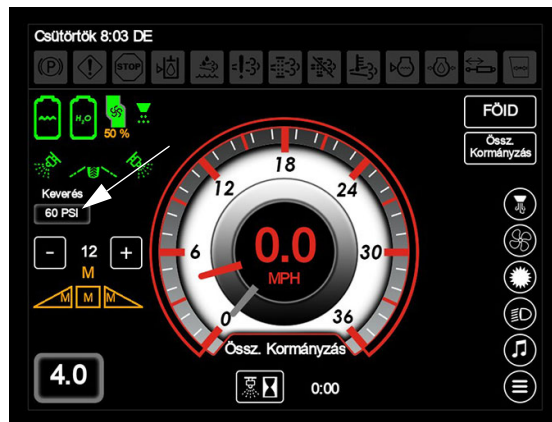 Csütörtök 8:03 DE
(P)
STOP
H₂O
50 %
FÖlD
Össz.
Kormányzás
Keverés
60 PSI
- 12 +
M
M M M
4.0
0
6
12
18
24
30
36
0.0
MPH
Össz. Kormányzás
0:00